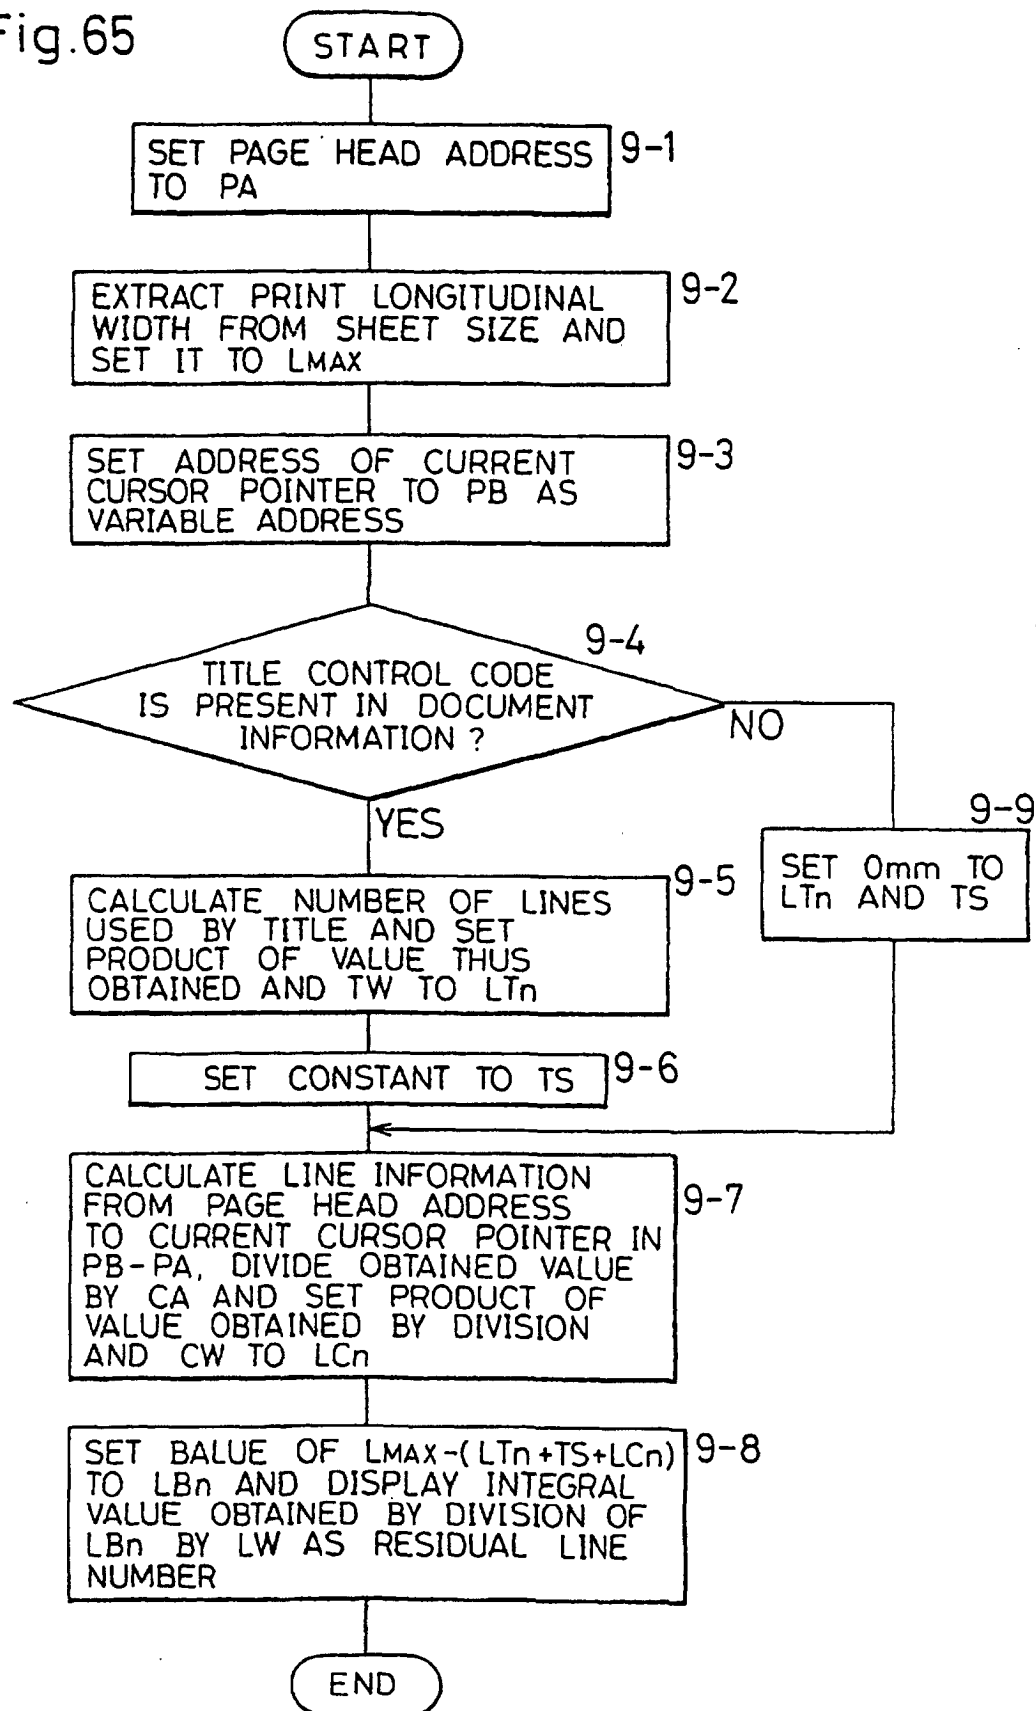 Fig.65
START
SET PAGE HEAD ADDRESS
TO PA
9-1
EXTRACT PRINT LONGITUDINAL
WIDTH FROM SHEET SIZE AND
SET IT TO LMAX
9-2
SET ADDRESS OF CURRENT
CURSOR POINTER TO PB AS
VARIABLE ADDRESS
9-3
9-4
TITLE CONTROL CODE
IS PRESENT IN DOCUMENT
INFORMATION ?
NO
YES
9-9
SET 0mm TO
LTn AND TS
9-5
CALCULATE NUMBER OF LINES
USED BY TITLE AND SET
PRODUCT OF VALUE THUS
OBTAINED AND TW TO LTn
SET CONSTANT TO TS
9-6
CALCULATE LINE INFORMATION
FROM PAGE HEAD ADDRESS
TO CURRENT CURSOR POINTER IN
PB-PA, DIVIDE OBTAINED VALUE
BY CA AND SET PRODUCT OF
VALUE OBTAINED BY DIVISION
AND CW TO LCn
9-7
SET BALUE OF LMAX-(LTn+TS+LCn)
TO LBn AND DISPLAY INTEGRAL
VALUE OBTAINED BY DIVISION OF
LBn BY LW AS RESIDUAL LINE
NUMBER
9-8
END